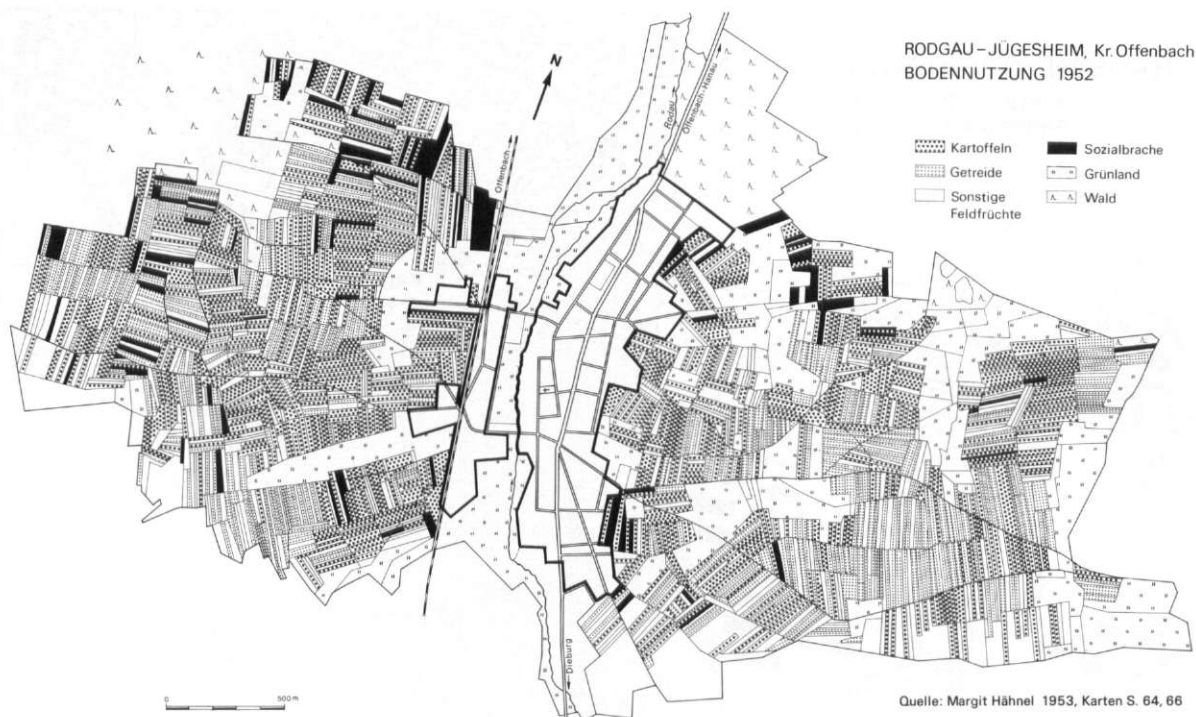 RODGAU-JÜGESHEIM, Kr. Offenbach
BODENNUTZUNG 1952
N
Kartoffeln
Getreide
Sonstige
Feldfrüchte
Sozialbrache
Grünland
Wald
Offenbach
Rodau
Offenbach-Hanau
Dieburg
0 500 m
Quelle: Margit Hähnel 1953, Karten S. 64, 66